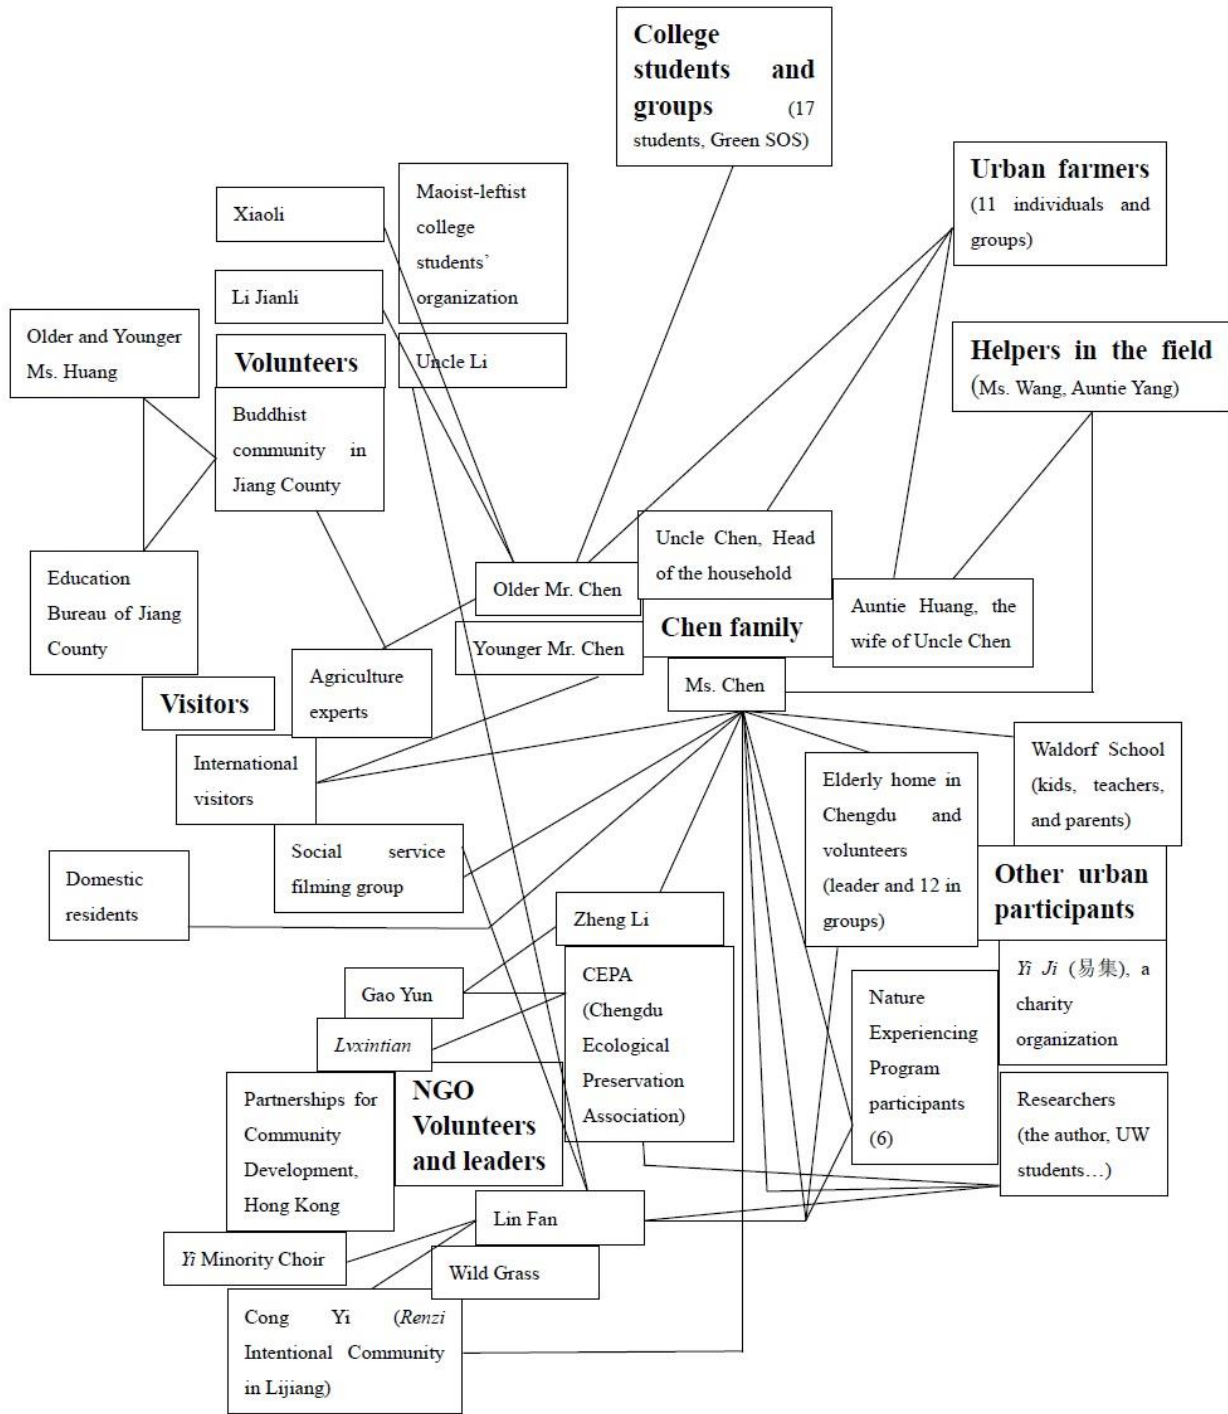 College
students and
groups (17
students, Green SOS)
Urban farmers
(11 individuals and
groups)
Xiaoli
Maoist-leftist
college
students’
organization
Li Jianli
Older and Younger
Ms. Huang
Volunteers
Uncle Li
Helpers in the field
(Ms. Wang, Auntie Yang)
Buddhist
community in
Jiang County
Uncle Chen, Head
of the household
Education
Bureau of Jiang
County
Older Mr. Chen
Auntie Huang, the
wife of Uncle Chen
Younger Mr. Chen
Chen family
Agriculture
experts
Ms. Chen
Visitors
International
visitors
Waldorf School
(kids, teachers,
and parents)
Elderly home in
Chengdu and
volunteers
(leader and 12 in
groups)
Social service
filming group
Domestic
residents
Other urban
participants
Zheng Li
CEPA
(Chengdu
Ecological
Preservation
Association)
Yi Ji (易集), a
charity
organization
Gao Yun
Nature
Experiencing
Program
participants
(6)
Lvxintian
NGO
Volunteers
and leaders
Partnerships for
Community
Development,
Hong Kong
Researchers
(the author, UW
students…)
Lin Fan
Yi Minority Choir
Wild Grass
Cong Yi (Renzi
Intentional Community
in Lijiang)